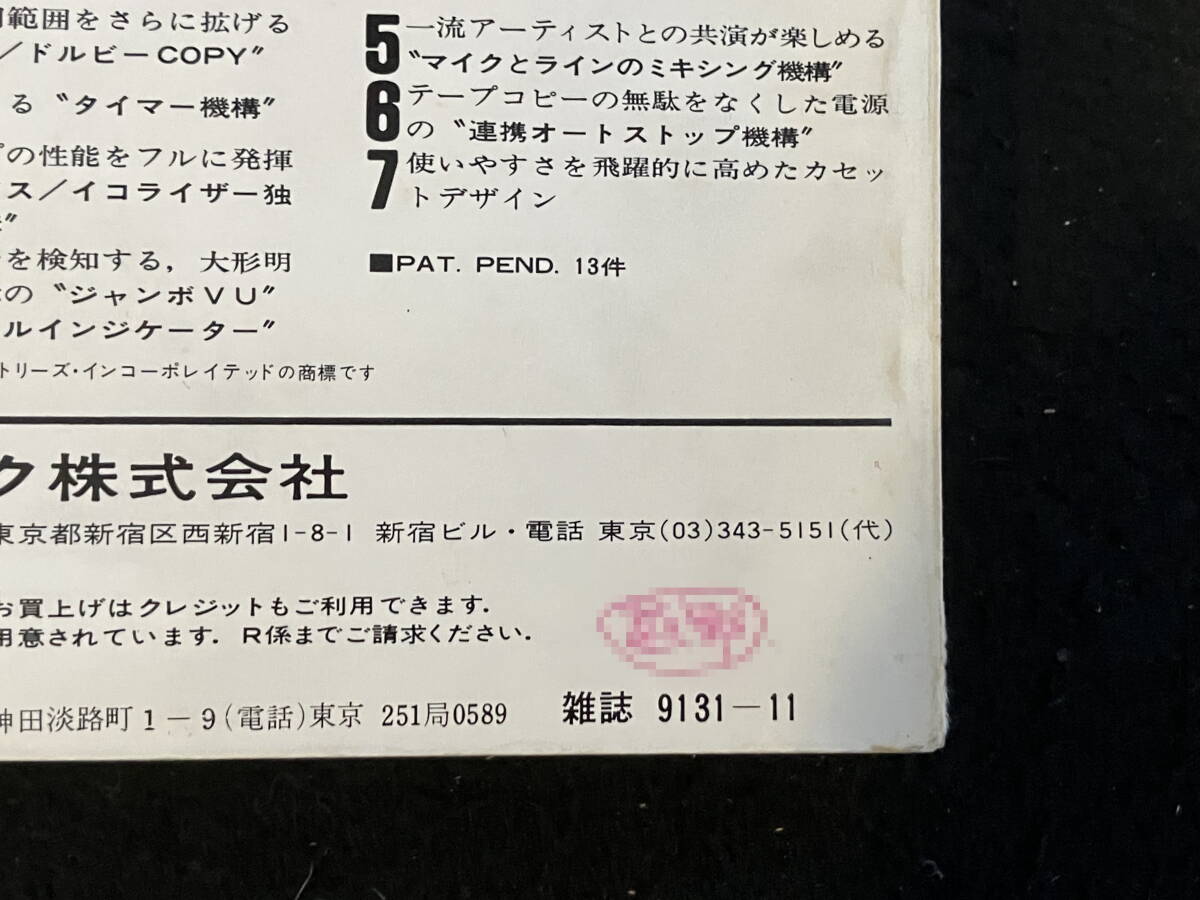 範囲をさらに拡げる
／ドルビーCOPY〞
る〝タイマー機構〞
の性能をフルに発揮
ス／イコライザー独
〞
を検知する，大形明
の〝ジャンボVU〞
ルインジケーター〞
トリーズ・インコーポレイテッドの商標です
5 一流アーティストとの共演が楽しめる
〝マイクとラインのミキシング機構〞
6 テープコピーの無駄をなくした電源
の〝連携オートストップ機構〞
7 使いやすさを飛躍的に高めたカセッ
トデザイン
■PAT. PEND. 13件
ク株式会社
東京都新宿区西新宿1-8-1 新宿ビル・電話 東京(03)343-5151(代)
お買上げはクレジットもご利用できます.
用意されています. R係までご請求ください.
神田淡路町1－9(電話)東京 251局0589
雑誌 9131－11